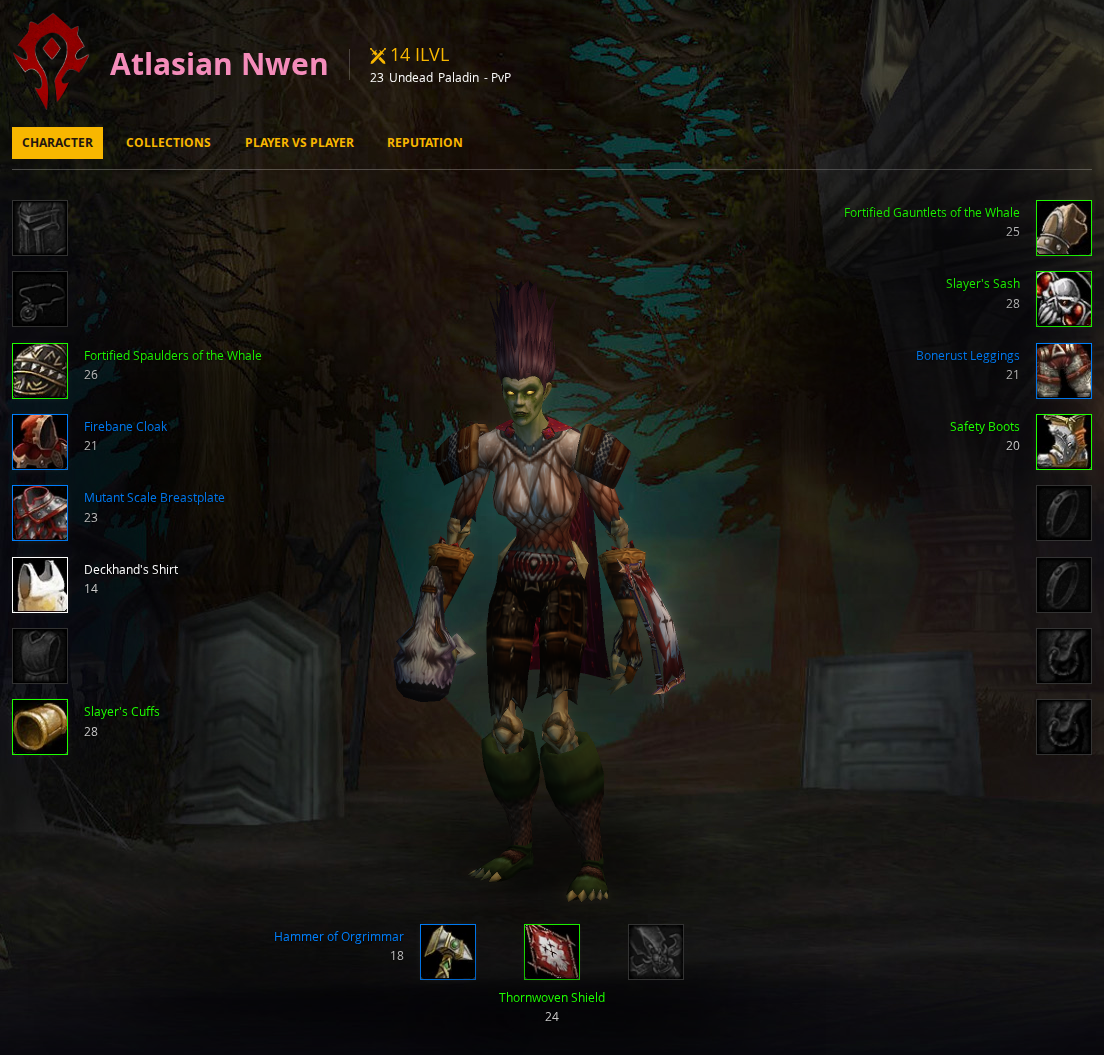 Atlasian Nwen
14 ILVL
23 Undead Paladin - PvP
CHARACTER
COLLECTIONS
PLAYER VS PLAYER
REPUTATION
Fortified Spaulders of the Whale
26
Firebane Cloak
21
Mutant Scale Breastplate
23
Deckhand's Shirt
14
Slayer's Cuffs
28
Fortified Gauntlets of the Whale
25
Slayer's Sash
28
Bonerust Leggings
21
Safety Boots
20
Hammer of Orgrimmar
18
Thornwoven Shield
24